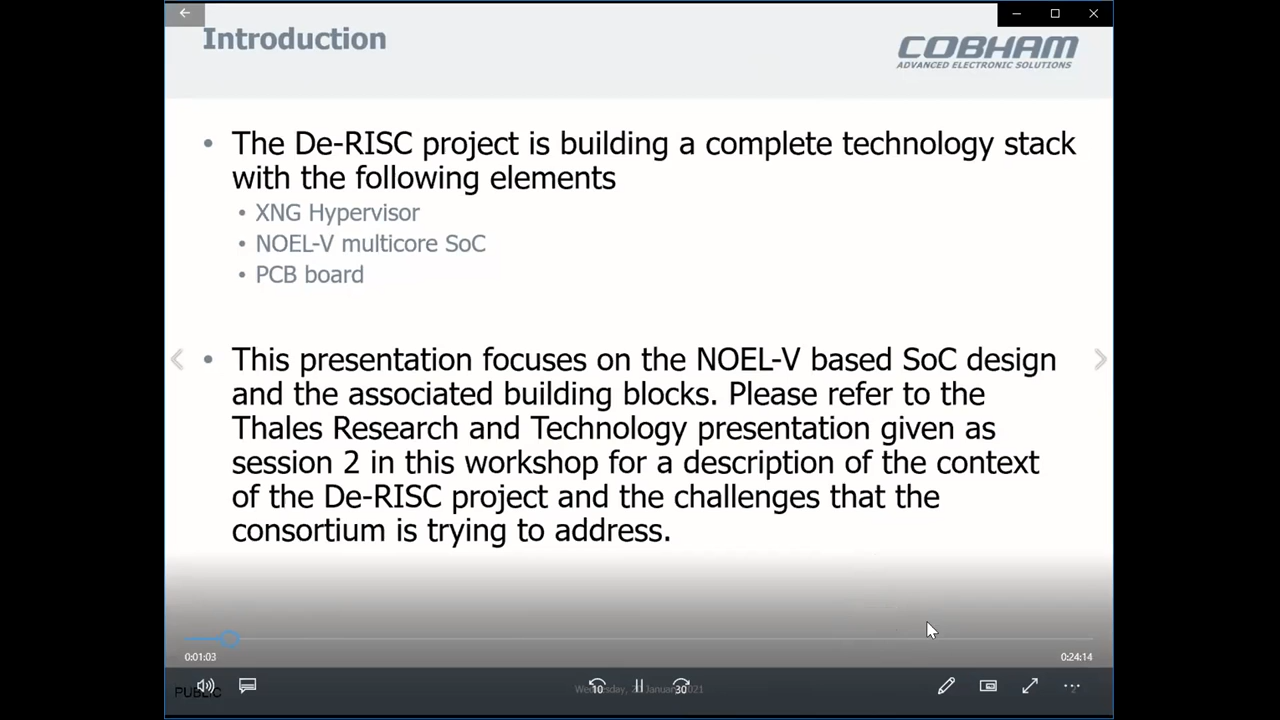 Introduction
COBHAM
ADVANCED ELECTRONIC SOLUTIONS
• The De-RISC project is building a complete technology stack
with the following elements
• XNG Hypervisor
• NOEL-V multicore SoC
• PCB board
• This presentation focuses on the NOEL-V based SoC design
and the associated building blocks. Please refer to the
Thales Research and Technology presentation given as
session 2 in this workshop for a description of the context
of the De-RISC project and the challenges that the
consortium is trying to address.
0:01:03
0:24:14
PUBLIC
10
30
January 2021